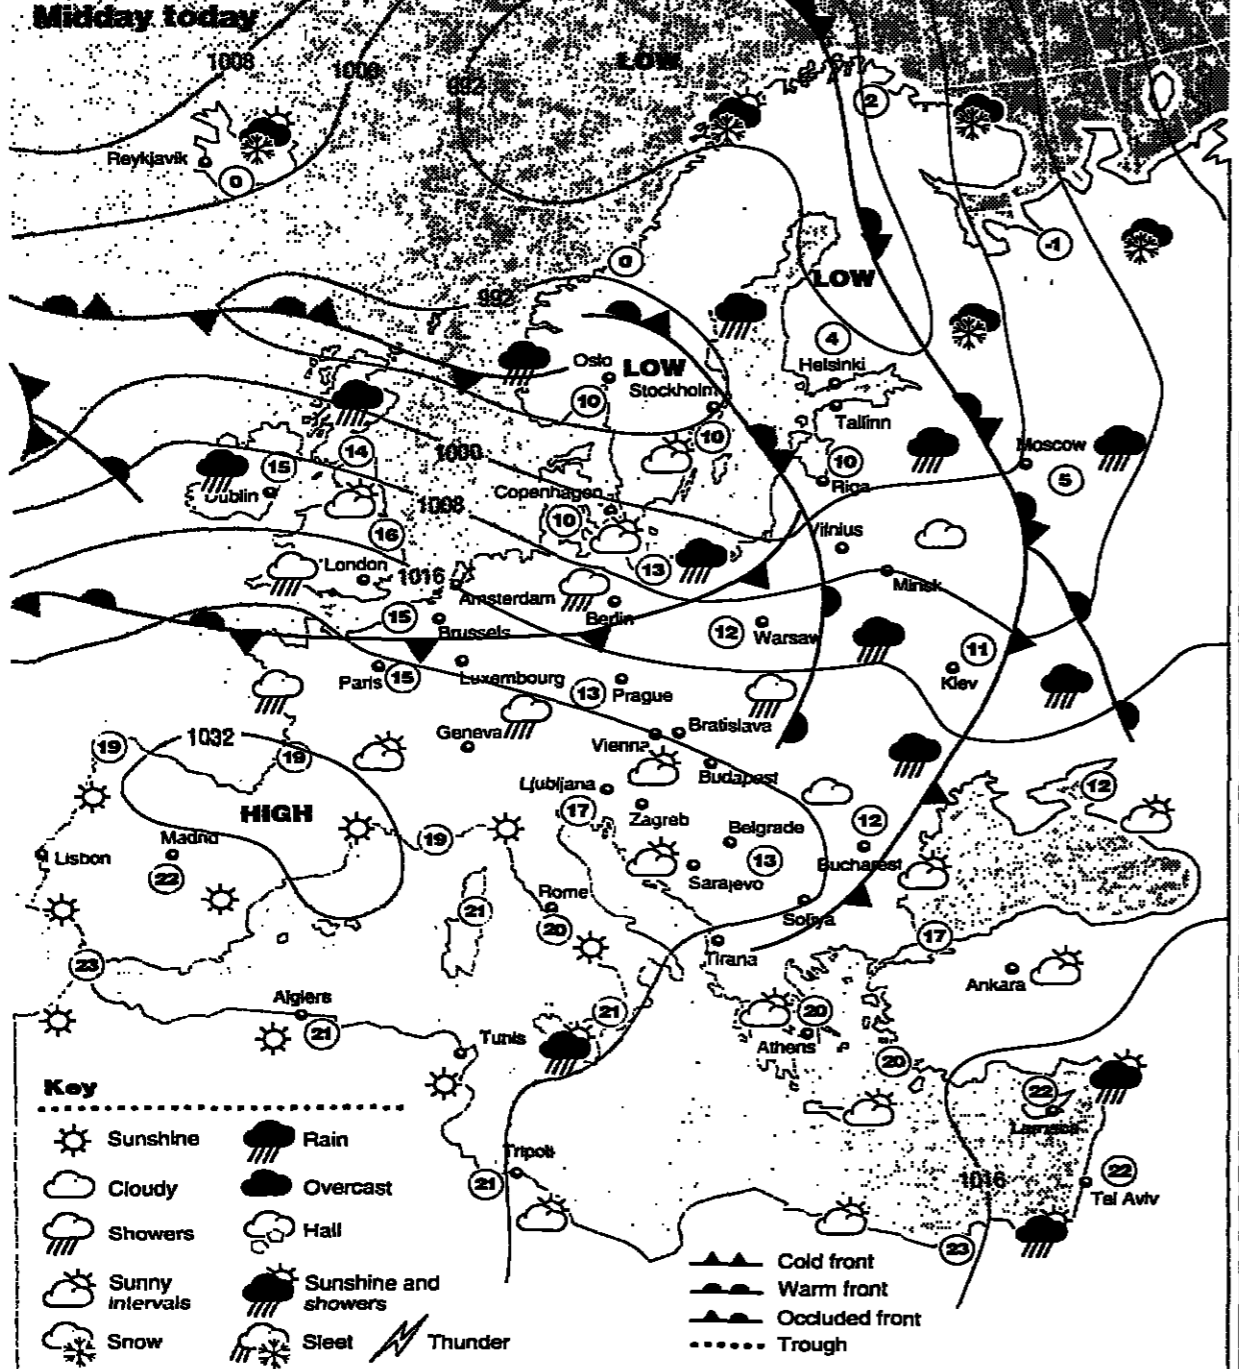 Midday today
1008
1000
992
LOW
2
Reykjavik
0
-1
0
LOW
992
4
Helsinki
Oslo
LOW
Stockholm
10
Tallinn
10
1000
14
15
Dublin
10
Riga
Moscow
5
Copenhagen
1008
10
16
Vilnius
London
1016
13
Minsk
Amsterdam
Berlin
15
Brussels
12
Warsaw
11
Kiev
Paris
15
Luxembourg
13
Prague
Geneva
Bratislava
Vienna
1032
19
19
Budapest
Ljubljana
12
HIGH
17
Zagreb
Belgrade
12
Madrid
19
Lisbon
13
Bucharest
22
Sarajevo
Rome
21
20
Sofiya
17
Tirana
23
Ankara
Algiers
21
21
20
Tunis
Athens
20
22
Larnaca
Tripoli
21
1016
22
Tel Aviv
23
Key
Sunshine
Rain
Cloudy
Overcast
Showers
Hail
Sunny
intervals
Sunshine and
showers
Snow
Sleet
Thunder
Cold front
Warm front
Occluded front
Trough